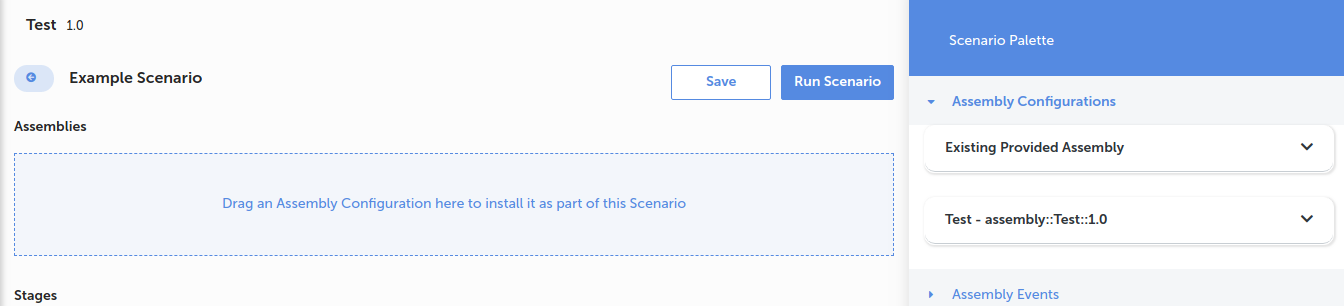 Test 1.0
Example Scenario
Save
Run Scenario
Assemblies
Drag an Assembly Configuration here to install it as part of this Scenario
Stages
Scenario Palette
Assembly Configurations
Existing Provided Assembly
Test - assembly::Test::1.0
Assembly Events